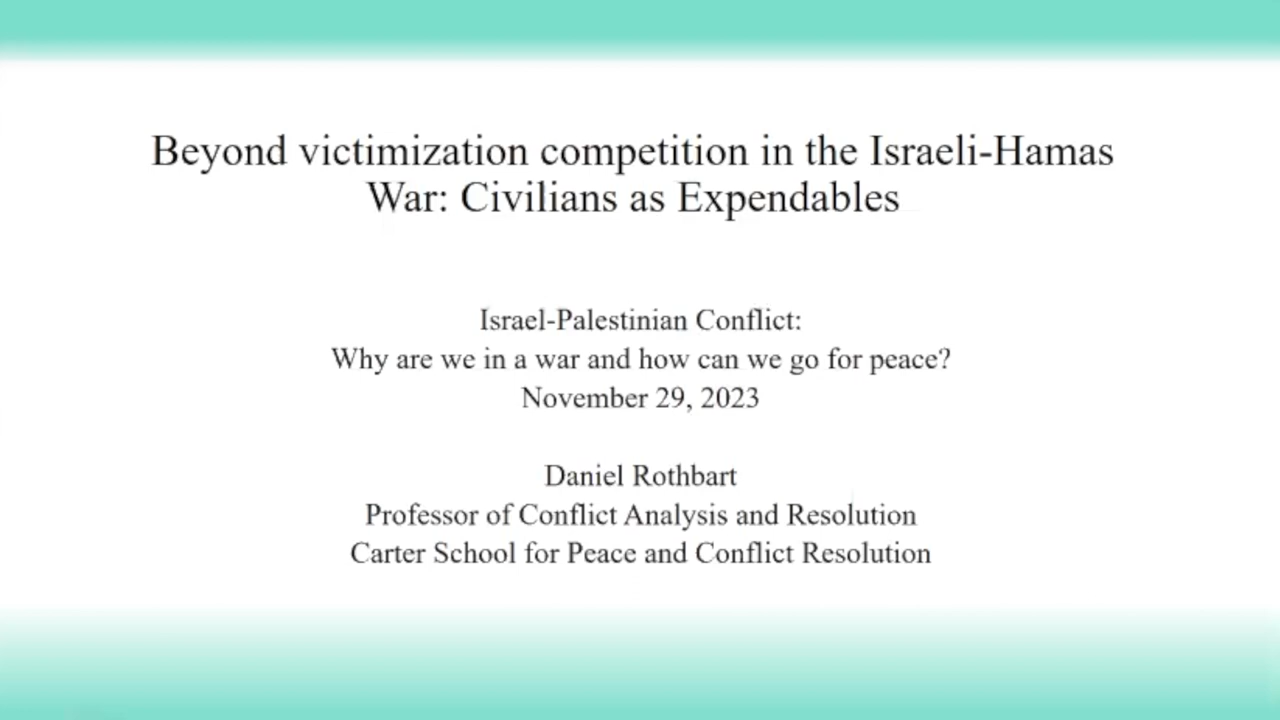 Beyond victimization competition in the Israeli-Hamas
War: Civilians as Expendables
Israel-Palestinian Conflict:
Why are we in a war and how can we go for peace?
November 29, 2023
Daniel Rothbart
Professor of Conflict Analysis and Resolution
Carter School for Peace and Conflict Resolution